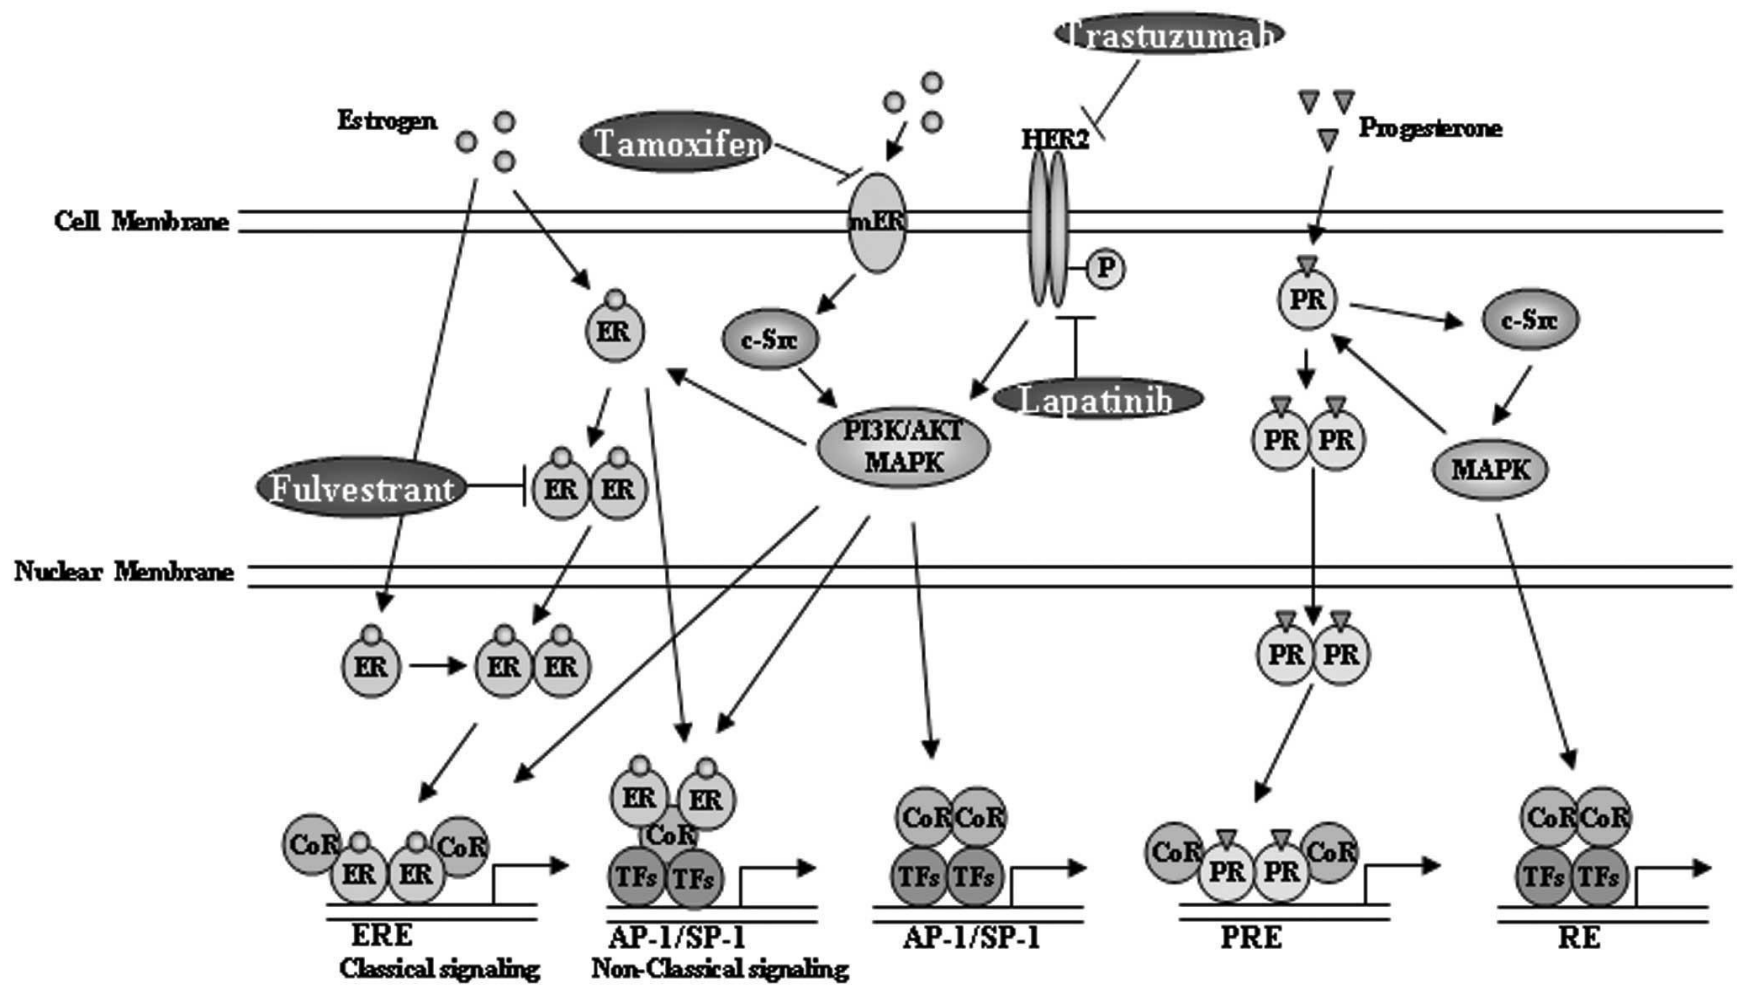 Trastuzumab
Estrogen
Tamoxifen
HER2
Progesterone
Cell Membrane
mER
P
PR
ER
c-Src
c-Src
Lapatinib
PI3K/AKT
MAPK
PR PR
MAPK
Fulvestrant
ER ER
Nuclear Membrane
ER
ER ER
PR PR
ER ER
CoR
CoR CoR
CoR CoR
CoR
CoR
CoR
CoR
ER ER
TFs TFs
TFs TFs
PR PR
TFs TFs
ERE
AP-1/SP-1
AP-1/SP-1
PRE
RE
Classical signaling
Non-Classical signaling